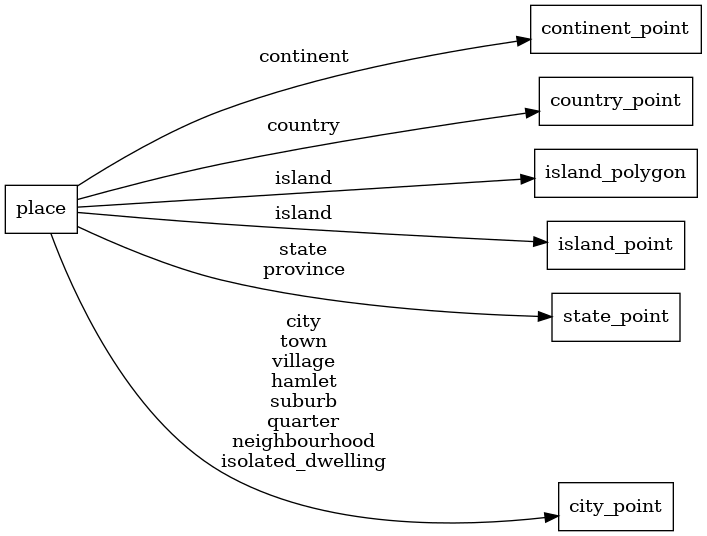 continent_point
continent
country_point
country
island_polygon
island
place
island
island_point
state
province
state_point
city
town
village
hamlet
suburb
quarter
neighbourhood
isolated_dwelling
city_point